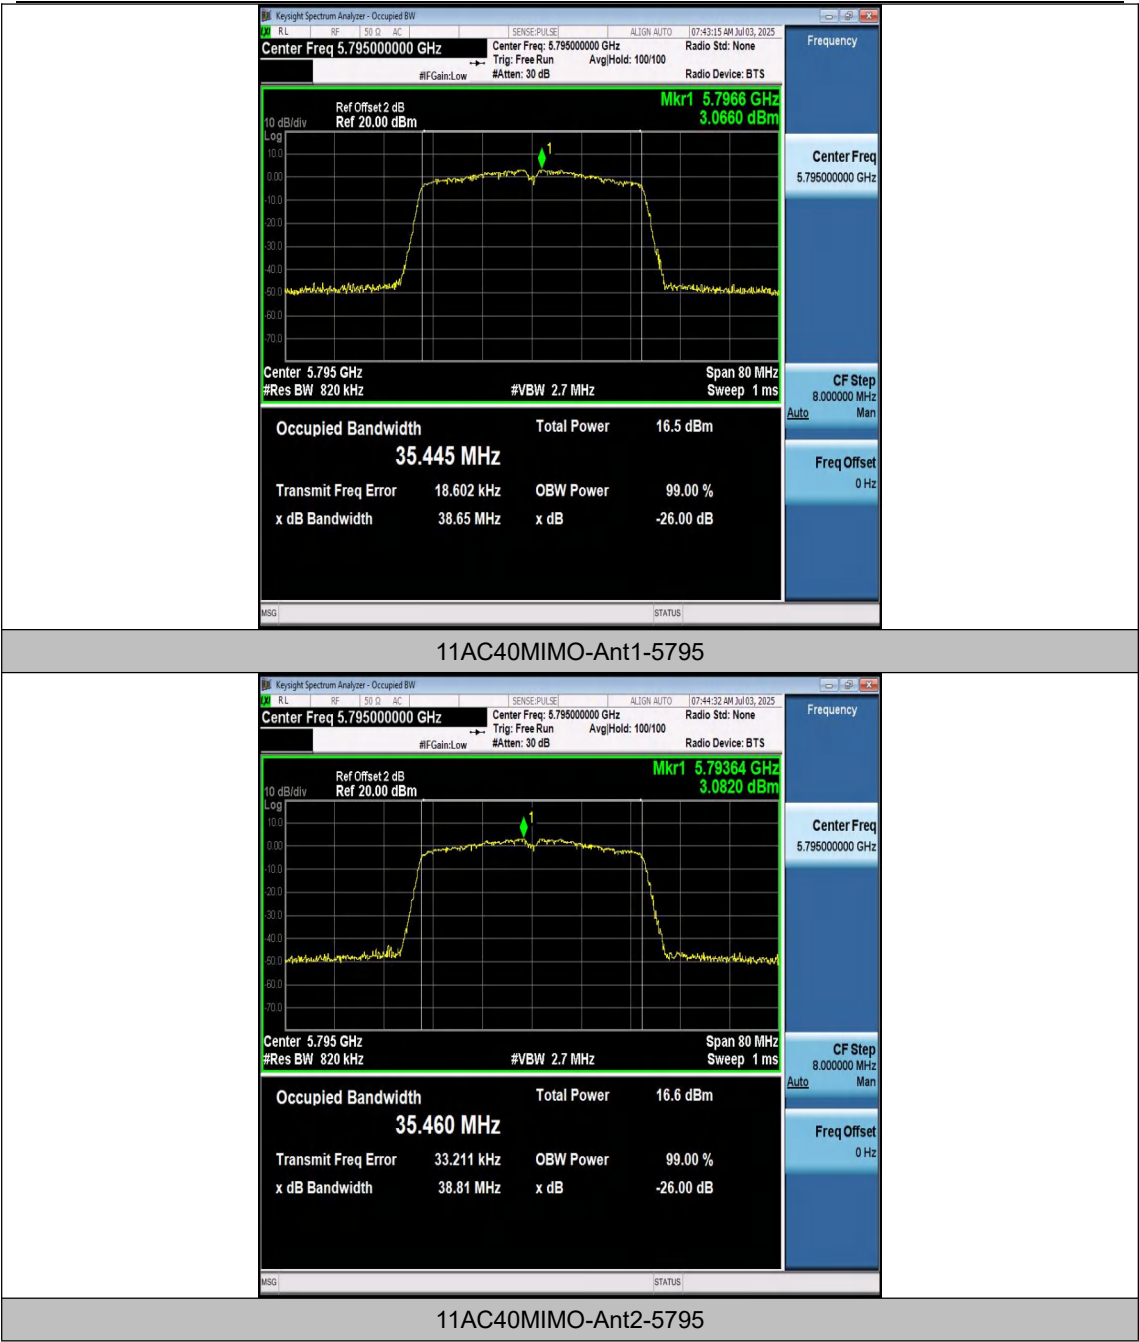 Keysight Spectrum Analyzer - Occupied BW
RL RF 50 Ω AC SENSE:PULSE ALIGN AUTO 07:43:15 AM Jul 03, 2025
Center Freq 5.795000000 GHz Center Freq: 5.795000000 GHz Radio Std: None Frequency
Trig: Free Run Avg|Hold: 100/100
#IFGain:Low #Atten: 30 dB Radio Device: BTS
Mkr1 5.7966 GHz
3.0660 dBm
Ref Offset 2 dB
10 dB/div Ref 20.00 dBm
Log
10.0
0.00
-10.0
-20.0
-30.0
-40.0
-50.0
-60.0
-70.0
1
Center Freq
5.795000000 GHz
Center 5.795 GHz Span 80 MHz
#Res BW 820 kHz #VBW 2.7 MHz Sweep 1 ms
CF Step
8.000000 MHz
Auto Man
Occupied Bandwidth Total Power 16.5 dBm
35.445 MHz
Transmit Freq Error 18.602 kHz OBW Power 99.00 %
x dB Bandwidth 38.65 MHz x dB -26.00 dB
Freq Offset
0 Hz
MSG STATUS
11AC40MIMO-Ant1-5795
Keysight Spectrum Analyzer - Occupied BW
RL RF 50 Ω AC SENSE:PULSE ALIGN AUTO 07:44:32 AM Jul 03, 2025
Center Freq 5.795000000 GHz Center Freq: 5.795000000 GHz Radio Std: None Frequency
Trig: Free Run Avg|Hold: 100/100
#IFGain:Low #Atten: 30 dB Radio Device: BTS
Mkr1 5.79364 GHz
3.0820 dBm
Ref Offset 2 dB
10 dB/div Ref 20.00 dBm
Log
10.0
0.00
-10.0
-20.0
-30.0
-40.0
-50.0
-60.0
-70.0
1
Center Freq
5.795000000 GHz
Center 5.795 GHz Span 80 MHz
#Res BW 820 kHz #VBW 2.7 MHz Sweep 1 ms
CF Step
8.000000 MHz
Auto Man
Occupied Bandwidth Total Power 16.6 dBm
35.460 MHz
Transmit Freq Error 33.211 kHz OBW Power 99.00 %
x dB Bandwidth 38.81 MHz x dB -26.00 dB
Freq Offset
0 Hz
MSG STATUS
11AC40MIMO-Ant2-5795